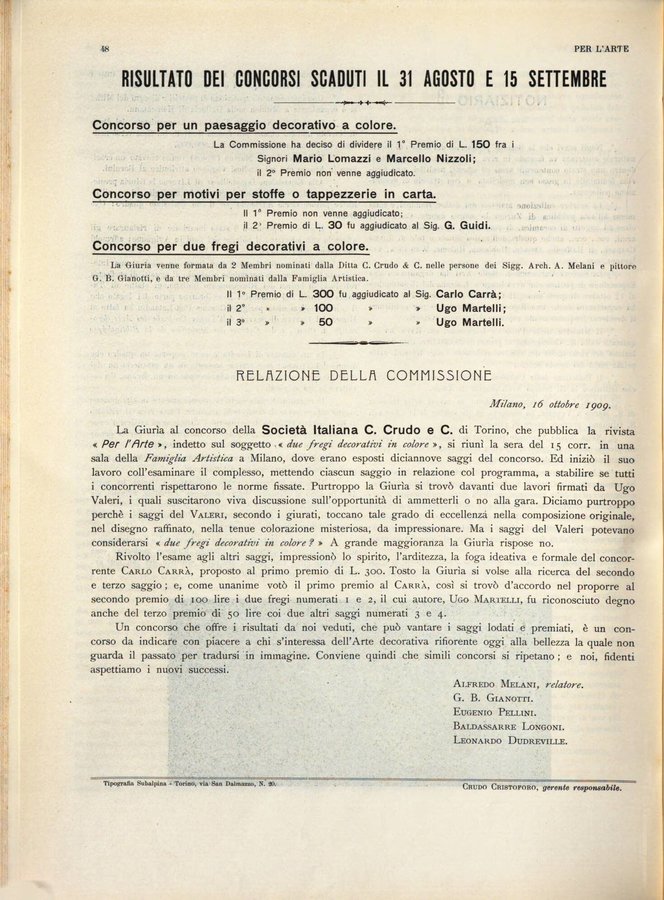 48
PER L'ARTE
RISULTATO DEI CONCORSI SCADUTI IL 31 AGOSTO E 15 SETTEMBRE
Concorso per un paesaggio decorativo a colore.
La Commissione ha deciso di dividere il 1° Premio di L. 150 fra i
Signori Mario Lomazzi e Marcello Nizzoli;
il 2° Premio non venne aggiudicato.
Concorso per motivi per stoffe o tappezzerie in carta.
Il 1° Premio non venne aggiudicato;
il 2° Premio di L. 30 fu aggiudicato al Sig. G. Guidi.
Concorso per due fregi decorativi a colore.
La Giuria venne formata da 2 Membri nominati dalla Ditta C. Crudo & C. nelle persone dei Sigg. Arch. A. Melani e pittore
G. B. Gianotti, e da tre Membri nominati dalla Famiglia Artistica.
Il 1° Premio di L. 300 fu aggiudicato al Sig. Carlo Carrà;
il 2° » » 100 » » Ugo Martelli;
il 3° » » 50 » » Ugo Martelli.
RELAZIONE DELLA COMMISSIONE
Milano, 16 ottobre 1909.
La Giurìa al concorso della Società Italiana C. Crudo e C. di Torino, che pubblica la rivista
« Per l'Arte », indetto sul soggetto « due fregi decorativi in colore », si riunì la sera del 15 corr. in una
sala della Famiglia Artistica a Milano, dove erano esposti diciannove saggi del concorso. Ed iniziò il suo
lavoro coll'esaminare il complesso, mettendo ciascun saggio in relazione col programma, a stabilire se tutti
i concorrenti rispettarono le norme fissate. Purtroppo la Giurìa si trovò davanti due lavori firmati da Ugo
Valeri, i quali suscitarono viva discussione sull'opportunità di ammetterli o no alla gara. Diciamo purtroppo
perchè i saggi del VALERI, secondo i giurati, toccano tale grado di eccellenza nella composizione originale,
nel disegno raffinato, nella tenue colorazione misteriosa, da impressionare. Ma i saggi del Valeri potevano
considerarsi « due fregi decorativi in colore? » A grande maggioranza la Giurìa rispose no.
Rivolto l'esame agli altri saggi, impressionò lo spirito, l'arditezza, la foga ideativa e formale del concor-
rente CARLO CARRÀ, proposto al primo premio di L. 300. Tosto la Giurìa si volse alla ricerca del secondo
e terzo saggio; e, come unanime votò il primo premio al CARRÀ, così si trovò d'accordo nel proporre al
secondo premio di 100 lire i due fregi numerati 1 e 2, il cui autore, UGO MARTELLI, fu riconosciuto degno
anche del terzo premio di 50 lire coi due altri saggi numerati 3 e 4.
Un concorso che offre i risultati da noi veduti, che può vantare i saggi lodati e premiati, è un con-
corso da indicare con piacere a chi s'interessa dell'Arte decorativa rifiorente oggi alla bellezza la quale non
guarda il passato per tradursi in immagine. Conviene quindi che simili concorsi si ripetano; e noi, fidenti
aspettiamo i nuovi successi.
ALFREDO MELANI, relatore.
G. B. GIANOTTI.
EUGENIO PELLINI.
BALDASSARRE LONGONI.
LEONARDO DUDREVILLE.
Tipografia Subalpina - Torino, via San Dalmazzo, N. 20.
CRUDO CRISTOFORO, gerente responsabile.